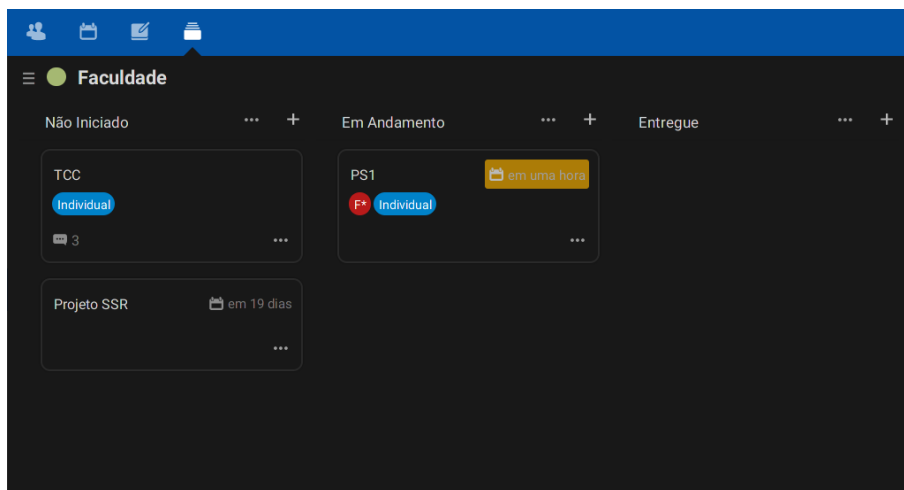 Faculdade
Não Iniciado
Em Andamento
Entregue
TCC
Individual
3
PS1
em uma hora
F*
Individual
Projeto SSR
em 19 dias